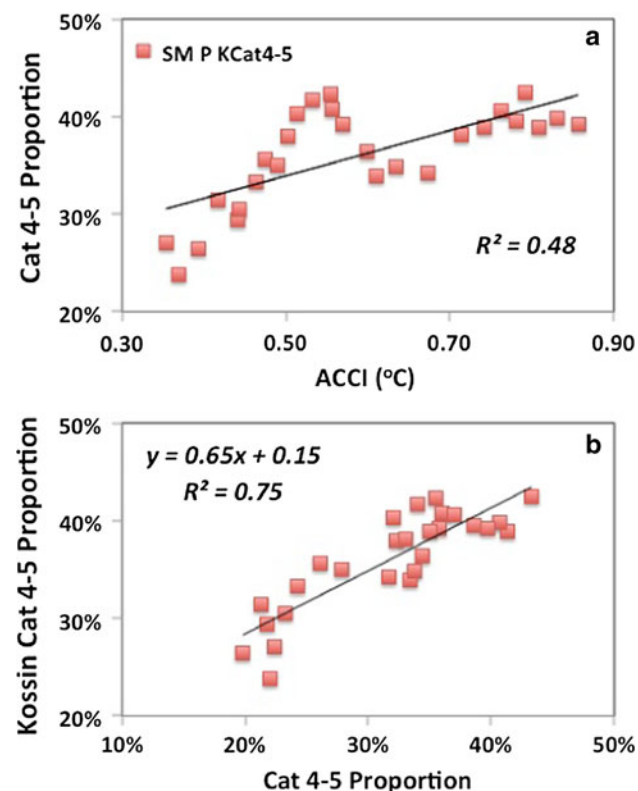 50%
a
SM P KCat4-5
40%
Cat 4-5 Proportion
30%
R² = 0.48
20%
0.30 0.50 0.70 0.90
ACCI (°C)
50%
b
y = 0.65x + 0.15
R² = 0.75
40%
Kossin Cat 4-5 Proportion
30%
20%
10% 20% 30% 40% 50%
Cat 4-5 Proportion